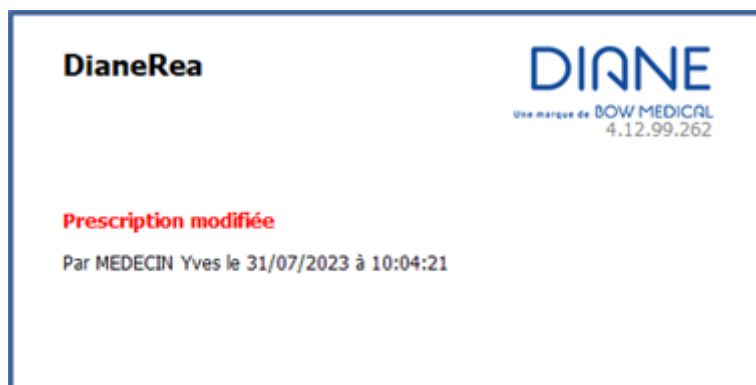 DianeRea
DIANE
Une marque de BOW MEDICAL
4.12.99.262
Prescription modifiée
Par MEDECIN Yves le 31/07/2023 à 10:04:21